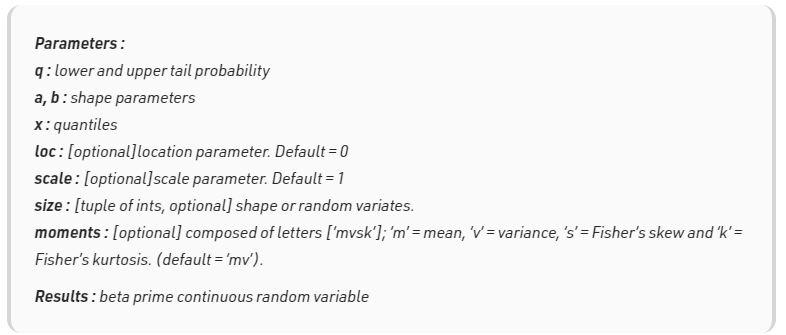 Parameters :
q : lower and upper tail probability
a, b : shape parameters
x : quantiles
loc : [optional]location parameter. Default = 0
scale : [optional]scale parameter. Default = 1
size : [tuple of ints, optional] shape or random variates.
moments : [optional] composed of letters [‘mvsk’]; ‘m’ = mean, ‘v’ = variance, ‘s’ = Fisher’s skew and ‘k’ =
Fisher’s kurtosis. (default = ‘mv’).
Results : beta prime continuous random variable